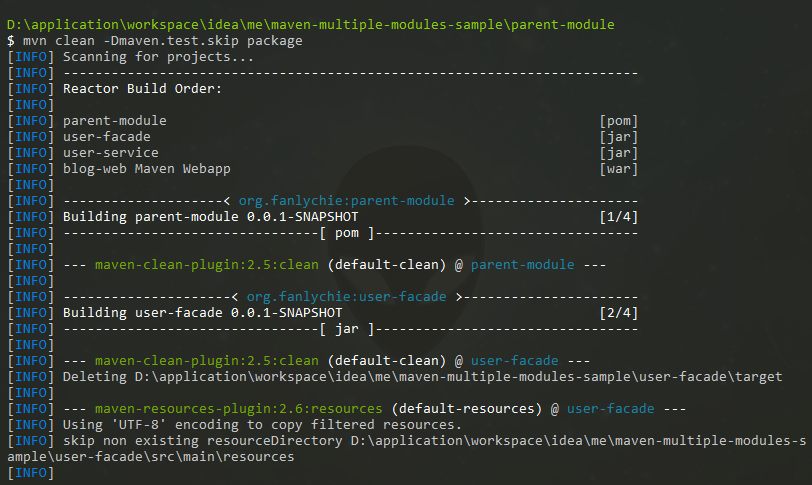 D:\application\workspace\idea\me\maven-multiple-modules-sample\parent-module
$ mvn clean -Dmaven.test.skip package
[INFO] Scanning for projects...
[INFO] ------------------------------------------------------------------------
[INFO] Reactor Build Order:
[INFO]
[INFO] parent-module                                                      [pom]
[INFO] user-facade                                                        [jar]
[INFO] user-service                                                       [jar]
[INFO] blog-web Maven Webapp                                              [war]
[INFO]
[INFO] --------------------< org.fanlychie:parent-module >---------------------
[INFO] Building parent-module 0.0.1-SNAPSHOT                              [1/4]
[INFO] --------------------------------[ pom ]---------------------------------
[INFO]
[INFO] --- maven-clean-plugin:2.5:clean (default-clean) @ parent-module ---
[INFO]
[INFO] ---------------------< org.fanlychie:user-facade >----------------------
[INFO] Building user-facade 0.0.1-SNAPSHOT                                [2/4]
[INFO] --------------------------------[ jar ]---------------------------------
[INFO]
[INFO] --- maven-clean-plugin:2.5:clean (default-clean) @ user-facade ---
[INFO] Deleting D:\application\workspace\idea\me\maven-multiple-modules-sample\user-facade\target
[INFO]
[INFO] --- maven-resources-plugin:2.6:resources (default-resources) @ user-facade ---
[INFO] Using 'UTF-8' encoding to copy filtered resources.
[INFO] skip non existing resourceDirectory D:\application\workspace\idea\me\maven-multiple-modules-s
ample\user-facade\src\main\resources
[INFO]